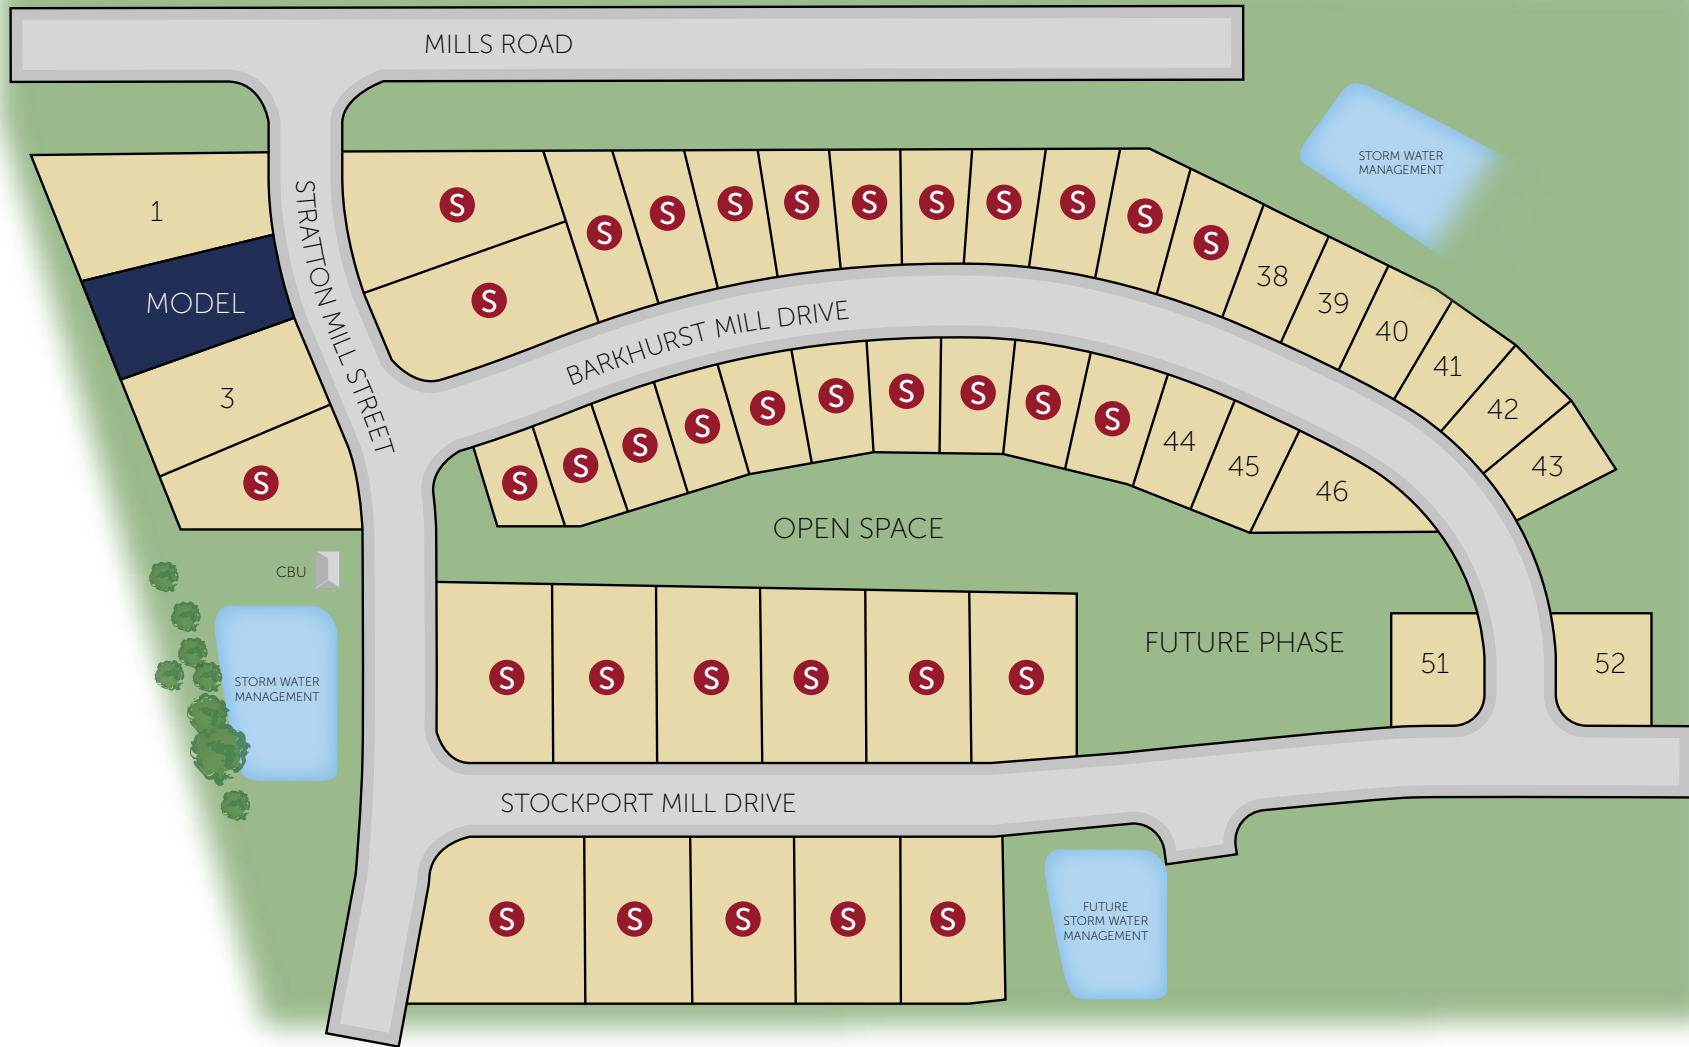 MILLS ROAD
STORM WATER
MANAGEMENT
1
STRATTON MILL STREET
S
S
S
S
S
S
S
S
S
S
S
S
38
39
40
41
42
43
MODEL
3
S
BARKHURST MILL DRIVE
S
S
S
S
S
S
S
S
S
S
44
45
46
OPEN SPACE
CBU
STORM WATER
MANAGEMENT
S
S
S
S
S
S
FUTURE PHASE
51
52
STOCKPORT MILL DRIVE
S
S
S
S
S
FUTURE
STORM WATER
MANAGEMENT